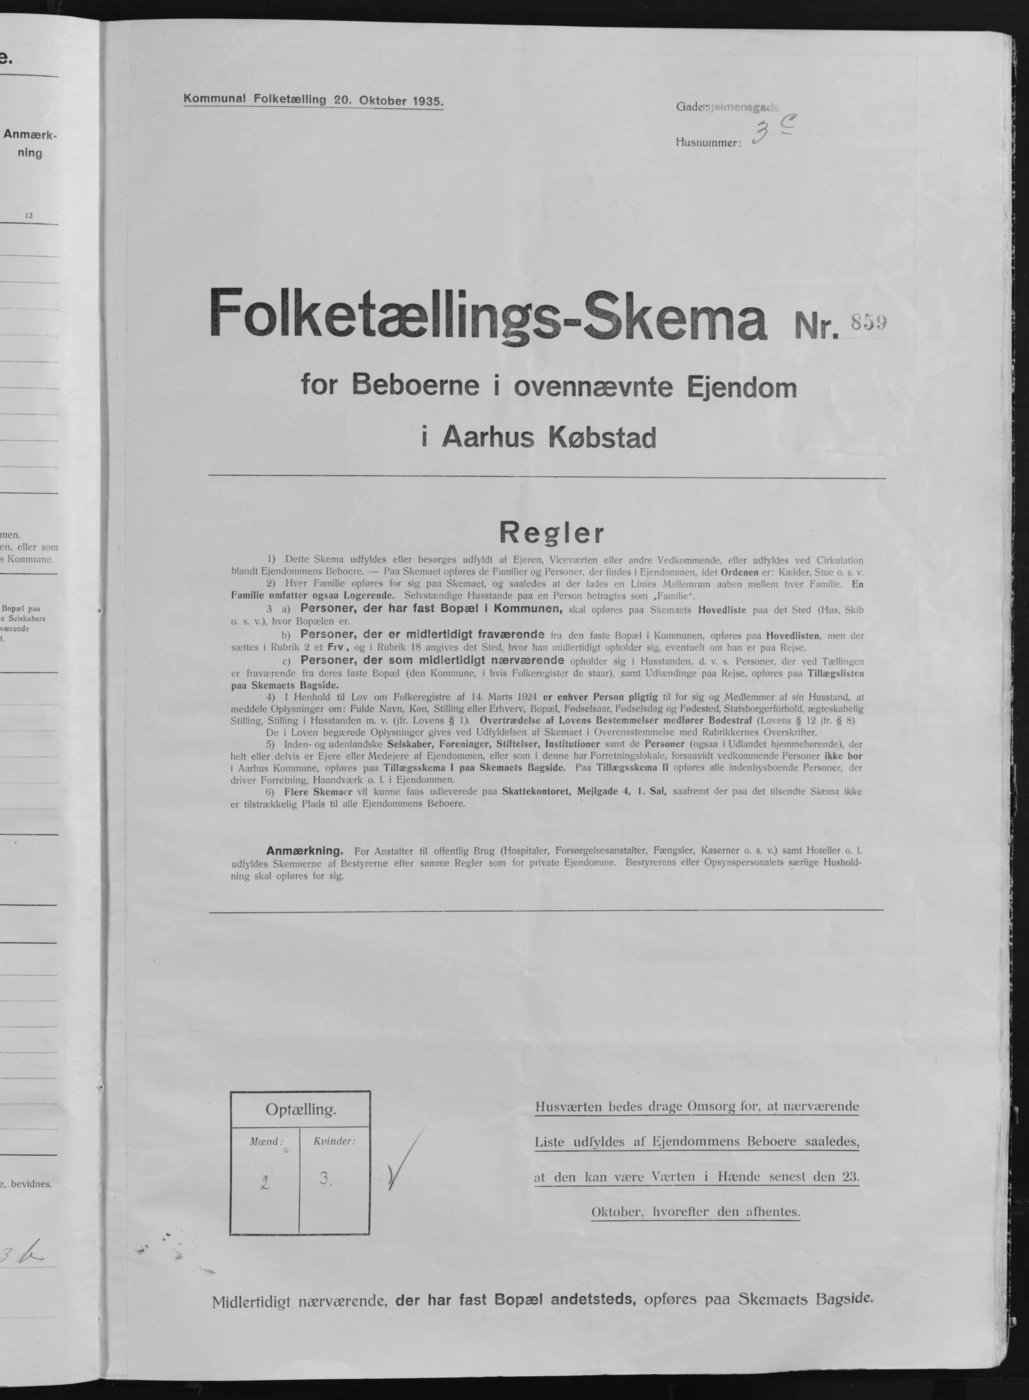 e.
Anmærk-
ning
12
men.
en, eller som
s Kommune.
Bopæl paa
e Selskabers
værende
t.
e, bevidnes.
3 b
Kommunal Folketælling 20. Oktober 1935.
Gade: jelmensgade
Husnummer: 3 c
Folketællings-Skema Nr. 859
for Beboerne i ovennævnte Ejendom
i Aarhus Købstad
Regler
1) Dette Skema udfyldes eller besørges udfyldt af Ejeren, Viceværten eller andre Vedkommende, eller udfyldes ved Cirkulation
blandt Ejendommens Beboere. — Paa Skemaet opføres de Familier og Personer, der findes i Ejendommen, idet Ordenen er: Kælder, Stue o. s. v.
2) Hver Familie opføres for sig paa Skemaet, og saaledes at der lades en Linies Mellemrum aaben mellem hver Familie. En
Familie omfatter ogsaa Logerende. Selvstændige Husstande paa en Person betragtes som „Familie“.
3 a) Personer, der har fast Bopæl i Kommunen, skal opføres paa Skemaets Hovedliste paa det Sted (Hus, Skib
o. s. v.), hvor Bopælen er.
b) Personer, der er midlertidigt fraværende fra den faste Bopæl i Kommunen, opføres paa Hovedlisten, men der
sættes i Rubrik 2 et Frv., og i Rubrik 18 angives det Sted, hvor han midlertidigt opholder sig, eventuelt om han er paa Rejse.
c) Personer, der som midlertidigt nærværende opholder sig i Husstanden, d. v. s. Personer, der ved Tællingen
er fraværende fra deres faste Bopæl (den Kommune, i hvis Folkeregister de staar), samt Udlændinge paa Rejse, opføres paa Tillægslisten
paa Skemaets Bagside.
4) I Henhold til Lov om Folkeregistre af 14. Marts 1924 er enhver Person pligtig til for sig og Medlemmer af sin Husstand, at
meddele Oplysninger om: Fulde Navn, Køn, Stilling eller Erhverv, Bopæl, Fødselsaar, Fødselsdag og Fødested, Statsborgerforhold, ægteskabelig
Stilling, Stilling i Husstanden m. v. (jfr. Lovens § 1). Overtrædelse af Lovens Bestemmelser medfører Bødestraf (Lovens § 12 jfr. § 8).
De i Loven begærede Oplysninger gives ved Udfyldelsen af Skemaet i Overensstemmelse med Rubrikkernes Overskrifter.
5) Inden- og udenlandske Selskaber, Foreninger, Stiftelser, Institutioner samt de Personer (ogsaa i Udlandet hjemmehørende), der
helt eller delvis er Ejere eller Medejere af Ejendommen, eller som i denne har Forretningslokale, forsaavidt vedkommende Personer ikke bor
i Aarhus Kommune, opføres paa Tillægsskema I paa Skemaets Bagside. Paa Tillægsskema II opføres alle indenbysboende Personer, der
driver Forretning, Haandværk o. l. i Ejendommen.
6) Flere Skemaer vil kunne faas udleverede paa Skattekontoret, Mejlgade 4, 1. Sal, saafremt der paa det tilsendte Skema ikke
er tilstrækkelig Plads til alle Ejendommens Beboere.
Anmærkning. For Anstalter til offentlig Brug (Hospitaler, Forsørgelsesanstalter, Fængsler, Kaserner o. s. v.) samt Hoteller o. l.
udfyldes Skemaerne af Bestyrerne efter samme Regler som for private Ejendomme. Bestyrerens eller Opsynspersonalets særlige Hushold-
ning skal opføres for sig.
Optælling.
Mænd: Kvinder:
2 3.
Husværten bedes drage Omsorg for, at nærværende
Liste udfyldes af Ejendommens Beboere saaledes,
at den kan være Værten i Hænde senest den 23.
Oktober, hvorefter den afhentes.
Midlertidigt nærværende, der har fast Bopæl andetsteds, opføres paa Skemaets Bagside.